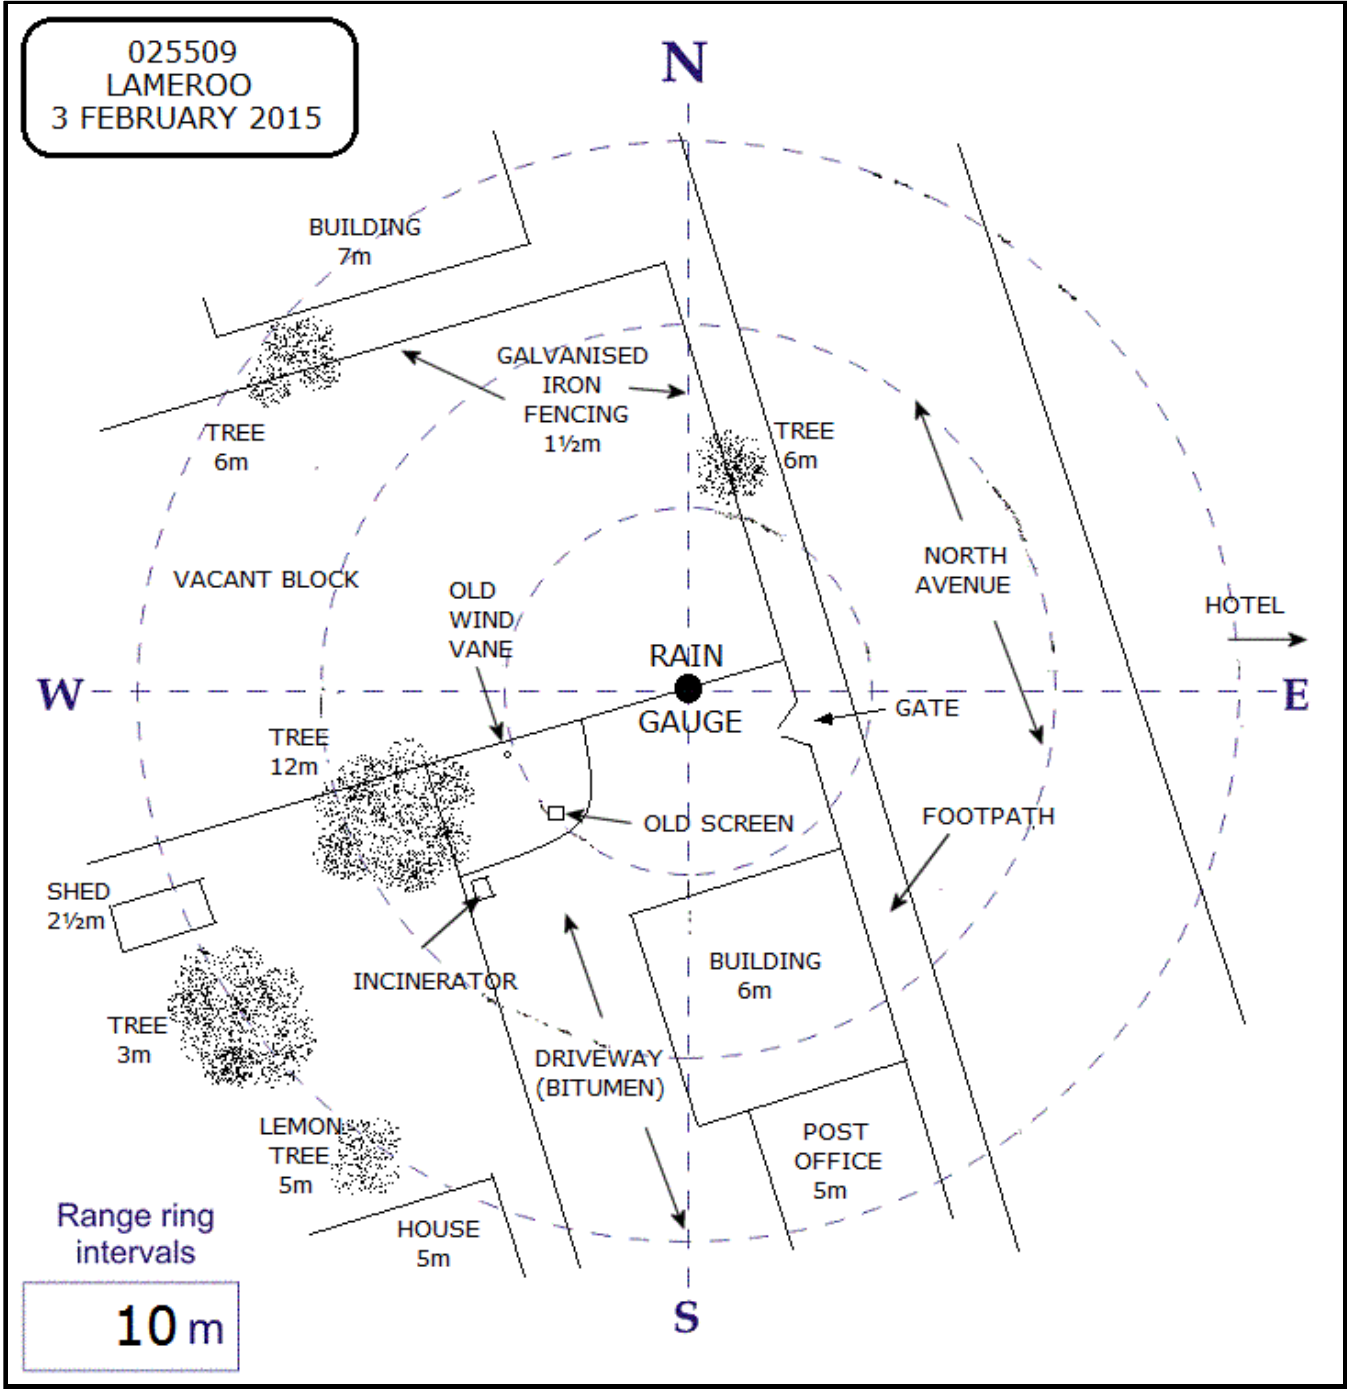 025509
LAMEROO
3 FEBRUARY 2015
N
BUILDING
7m
GALVANISED
IRON
FENCING
1½m
TREE
6m
TREE
6m
NORTH
AVENUE
VACANT BLOCK
OLD
WIND
VANE
HOTEL
RAIN
GAUGE
W
E
GATE
TREE
12m
OLD SCREEN
FOOTPATH
SHED
2½m
INCINERATOR
BUILDING
6m
TREE
3m
DRIVEWAY
(BITUMEN)
LEMON
TREE
5m
POST
OFFICE
5m
HOUSE
5m
Range ring
intervals
10 m
S